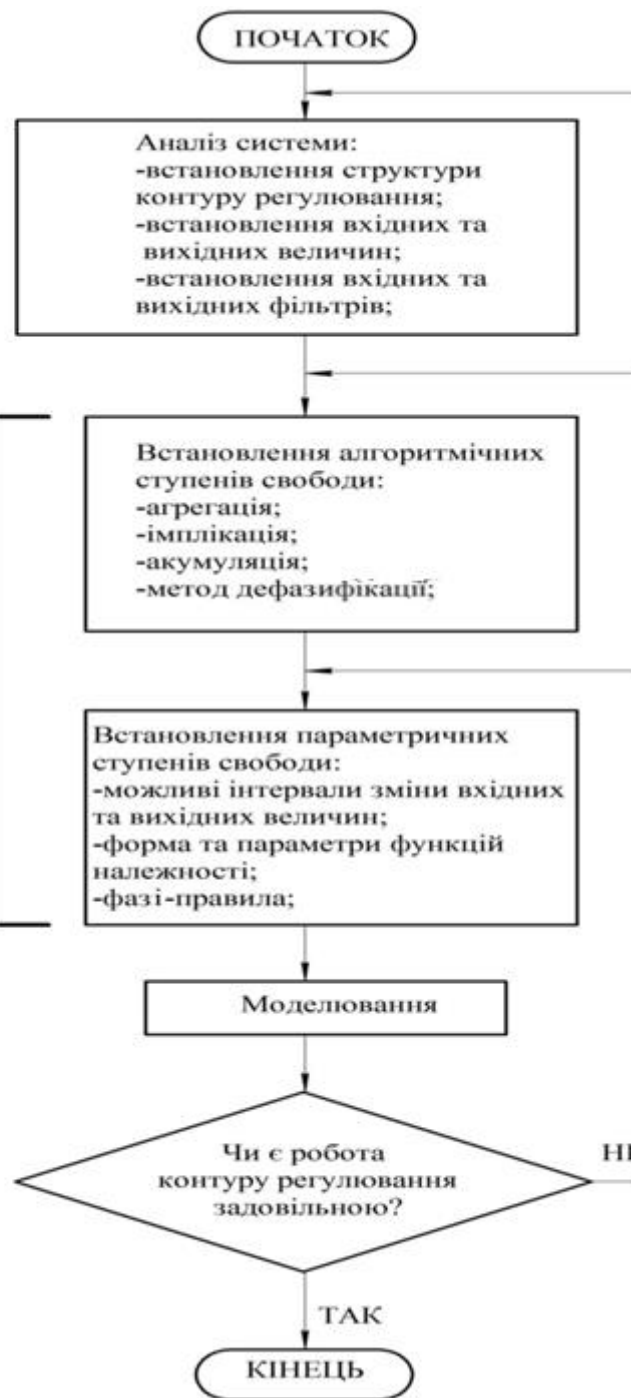 ПОЧАТОК
Аналіз системи:
-встановлення структури
контуру регулювання;
-встановлення вхідних та
вихідних величин;
-встановлення вхідних та
вихідних фільтрів;
Встановлення алгоритмічних
ступенів свободи:
-агрегація;
-імплікація;
-акумуляція;
-метод дефазифікації;
Встановлення параметричних
ступенів свободи:
-можливі інтервали зміни вхідних
та вихідних величин;
-форма та параметри функцій
належності;
-фазі-правила;
Моделювання
Чи є робота
контуру регулювання
задовільною?
НІ
ТАК
КІНЕЦЬ